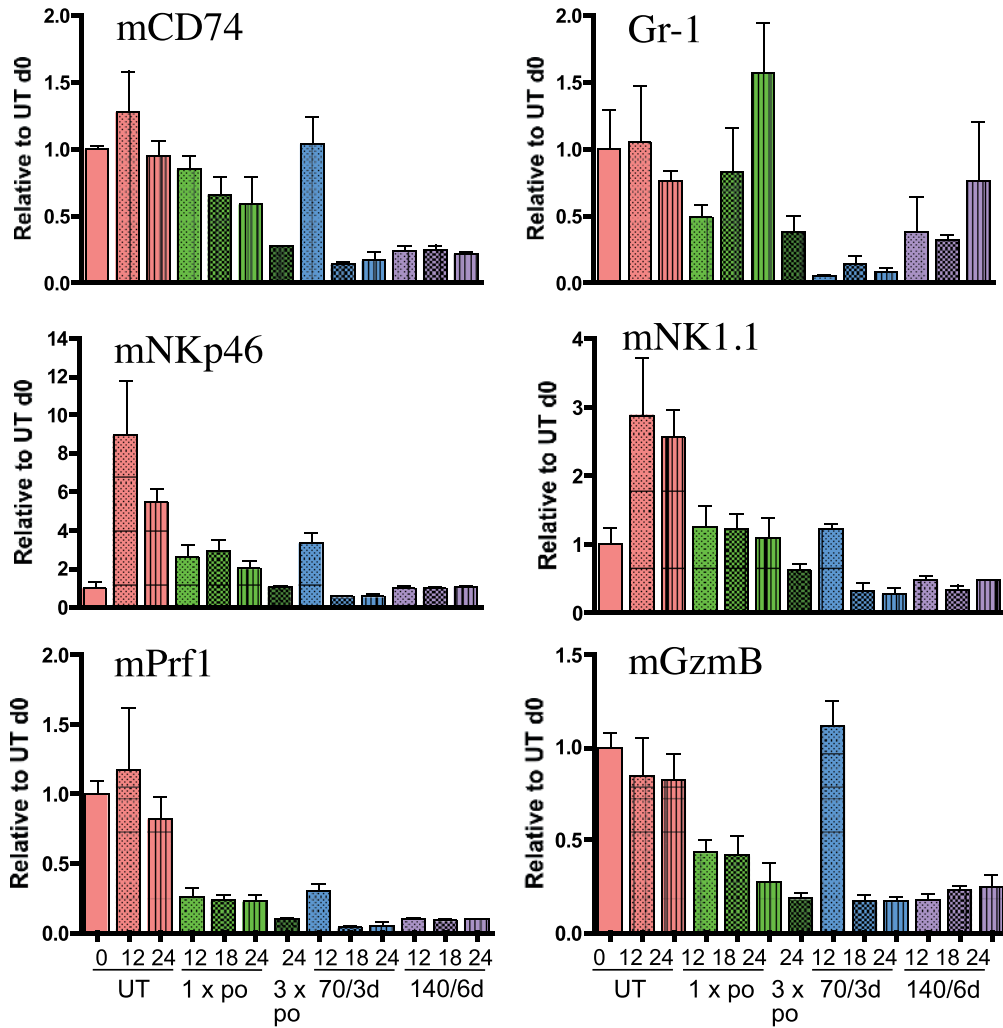 mCD74
Relative to UT d0
2.0
1.5
1.0
0.5
0.0
Gr-1
Relative to UT d0
2.0
1.5
1.0
0.5
0.0
mNKp46
Relative to UT d0
14
12
10
8
6
4
2
0
mNK1.1
Relative to UT d0
4
3
2
1
0
mPrf1
Relative to UT d0
2.0
1.5
1.0
0.5
0.0
0 12 24 12 18 24 24 12 18 24 12 18 24
UT 1 x po 3 x po 70/3d 140/6d
mGzmB
Relative to UT d0
1.5
1.0
0.5
0.0
0 12 24 12 18 24 24 12 18 24 12 18 24
UT 1 x po 3 x po 70/3d 140/6d